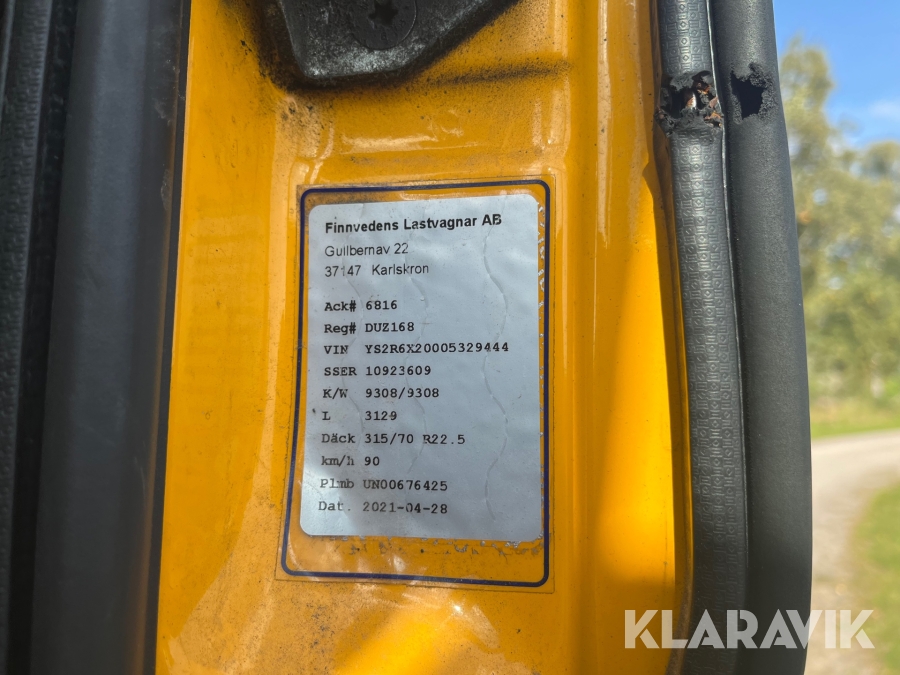 Finnvedens Lastvagnar AB
Gullbernav 22
37147 Karlskron
Ack# 6816
Reg# DUZ168
VIN YS2R6X20005329444
SSER 10923609
K/W 9308/9308
L 3129
Däck 315/70 R22.5
km/h 90
Plmb UN00676425
Dat. 2021-04-28
KLARAVIK